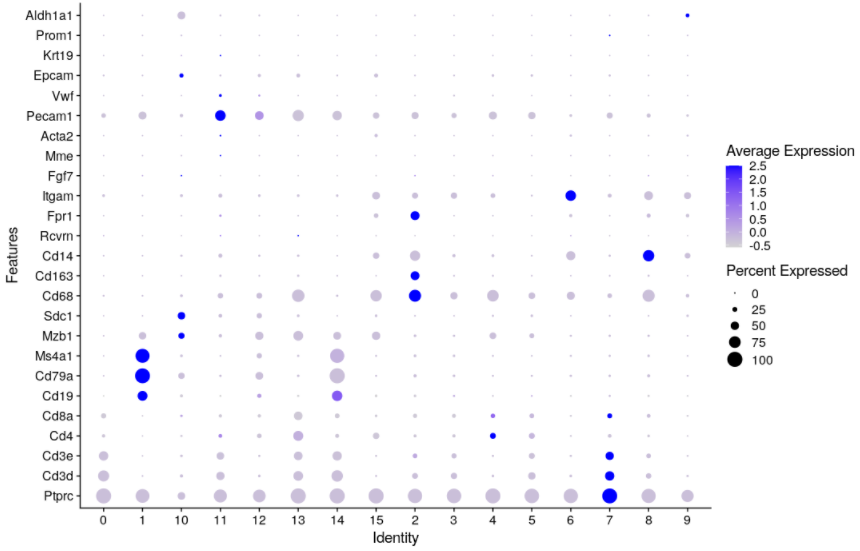 Aldh1a1
Prom1
Krt19
Epcam
Vwf
Pecam1
Acta2
Mme
Fgf7
Itgam
Fpr1
Rcvrn
Cd14
Cd163
Cd68
Sdc1
Mzb1
Ms4a1
Cd79a
Cd19
Cd8a
Cd4
Cd3e
Cd3d
Ptprc
Features
0 1 10 11 12 13 14 15 2 3 4 5 6 7 8 9
Identity
Average Expression
2.5
2.0
1.5
1.0
0.5
0.0
-0.5
Percent Expressed
0
25
50
75
100